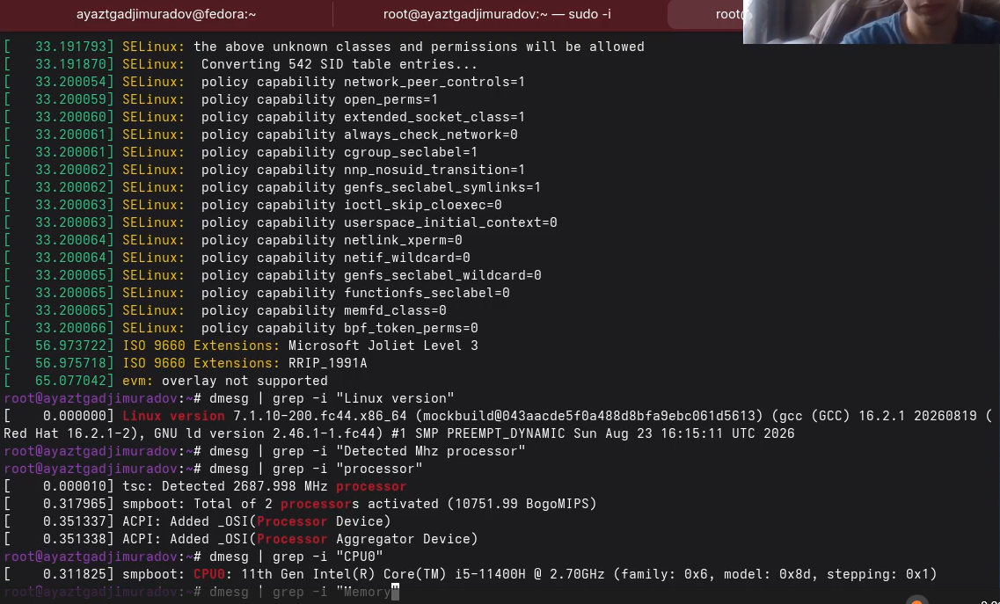 ayaztgadjimuradov@fedora:~ root@ayaztgadjimuradov:~ — sudo -i root@
[   33.191793] SELinux: the above unknown classes and permissions will be allowed
[   33.191870] SELinux:  Converting 542 SID table entries...
[   33.200054] SELinux:  policy capability network_peer_controls=1
[   33.200059] SELinux:  policy capability open_perms=1
[   33.200060] SELinux:  policy capability extended_socket_class=1
[   33.200061] SELinux:  policy capability always_check_network=0
[   33.200061] SELinux:  policy capability cgroup_seclabel=1
[   33.200062] SELinux:  policy capability nnp_nosuid_transition=1
[   33.200062] SELinux:  policy capability genfs_seclabel_symlinks=1
[   33.200063] SELinux:  policy capability ioctl_skip_cloexec=0
[   33.200063] SELinux:  policy capability userspace_initial_context=0
[   33.200064] SELinux:  policy capability netlink_xperm=0
[   33.200064] SELinux:  policy capability netif_wildcard=0
[   33.200065] SELinux:  policy capability genfs_seclabel_wildcard=0
[   33.200065] SELinux:  policy capability functionfs_seclabel=0
[   33.200065] SELinux:  policy capability memfd_class=0
[   33.200066] SELinux:  policy capability bpf_token_perms=0
[   56.973722] ISO 9660 Extensions: Microsoft Joliet Level 3
[   56.975718] ISO 9660 Extensions: RRIP_1991A
[   65.077042] evm: overlay not supported
root@ayaztgadjimuradov:~# dmesg | grep -i "Linux version"
[    0.000000] Linux version 7.1.10-200.fc44.x86_64 (mockbuild@043aacde5f0a488d8bfa9ebc061d5613) (gcc (GCC) 16.2.1 20260819 (
Red Hat 16.2.1-2), GNU ld version 2.46.1-1.fc44) #1 SMP PREEMPT_DYNAMIC Sun Aug 23 16:15:11 UTC 2026
root@ayaztgadjimuradov:~# dmesg | grep -i "Detected Mhz processor"
root@ayaztgadjimuradov:~# dmesg | grep -i "processor"
[    0.000010] tsc: Detected 2687.998 MHz processor
[    0.317965] smpboot: Total of 2 processors activated (10751.99 BogoMIPS)
[    0.351337] ACPI: Added _OSI(Processor Device)
[    0.351338] ACPI: Added _OSI(Processor Aggregator Device)
root@ayaztgadjimuradov:~# dmesg | grep -i "CPU0"
[    0.311825] smpboot: CPU0: 11th Gen Intel(R) Core(TM) i5-11400H @ 2.70GHz (family: 0x6, model: 0x8d, stepping: 0x1)
root@ayaztgadjimuradov:~# dmesg | grep -i "Memory"